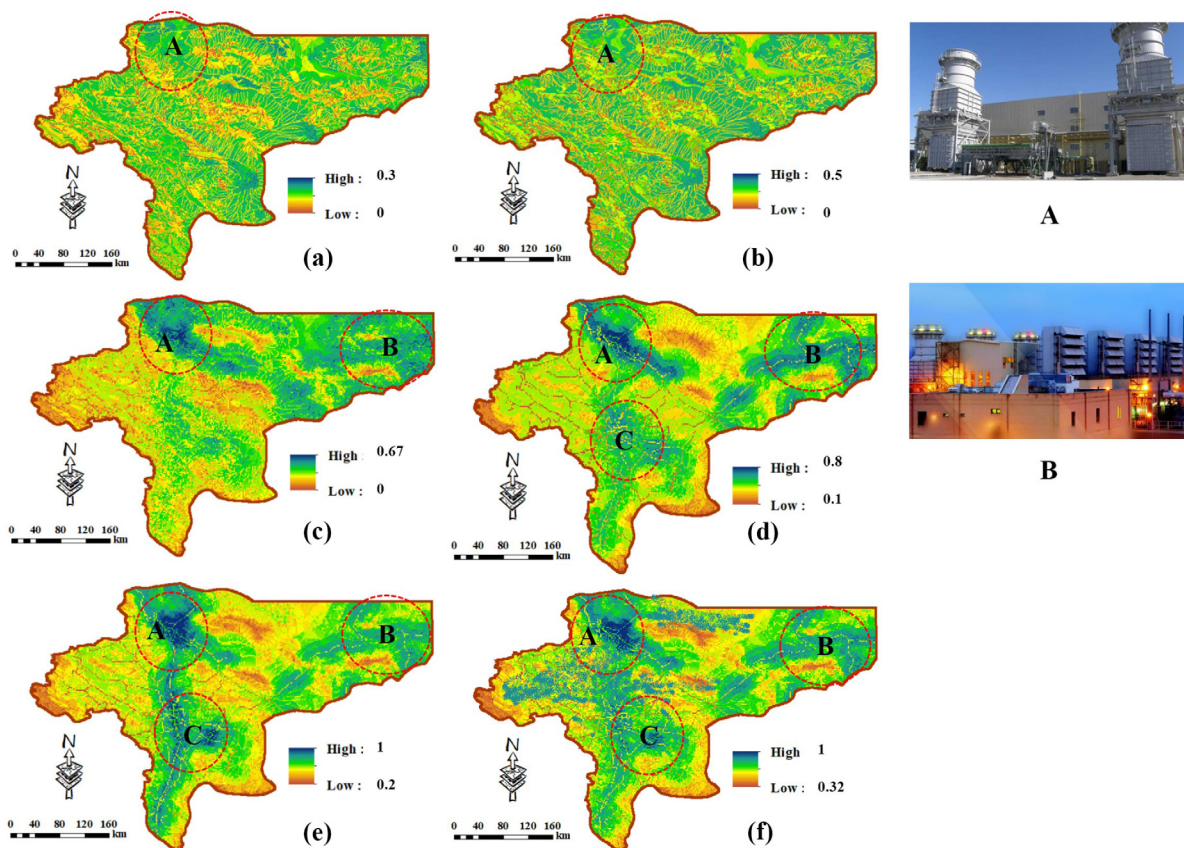 A
N
High : 0.3
Low : 0
0 40 80 120 160
km
(a)
A
N
High : 0.5
Low : 0
0 40 80 120 160
km
(b)
A
A
B
N
High : 0.67
Low : 0
0 40 80 120 160
km
(c)
A
B
C
N
High : 0.8
Low : 0.1
0 40 80 120 160
km
(d)
B
A
B
C
N
High : 1
Low : 0.2
0 40 80 120 160
km
(e)
A
B
C
N
High 1
Low : 0.32
0 40 80 120 160
km
(f)